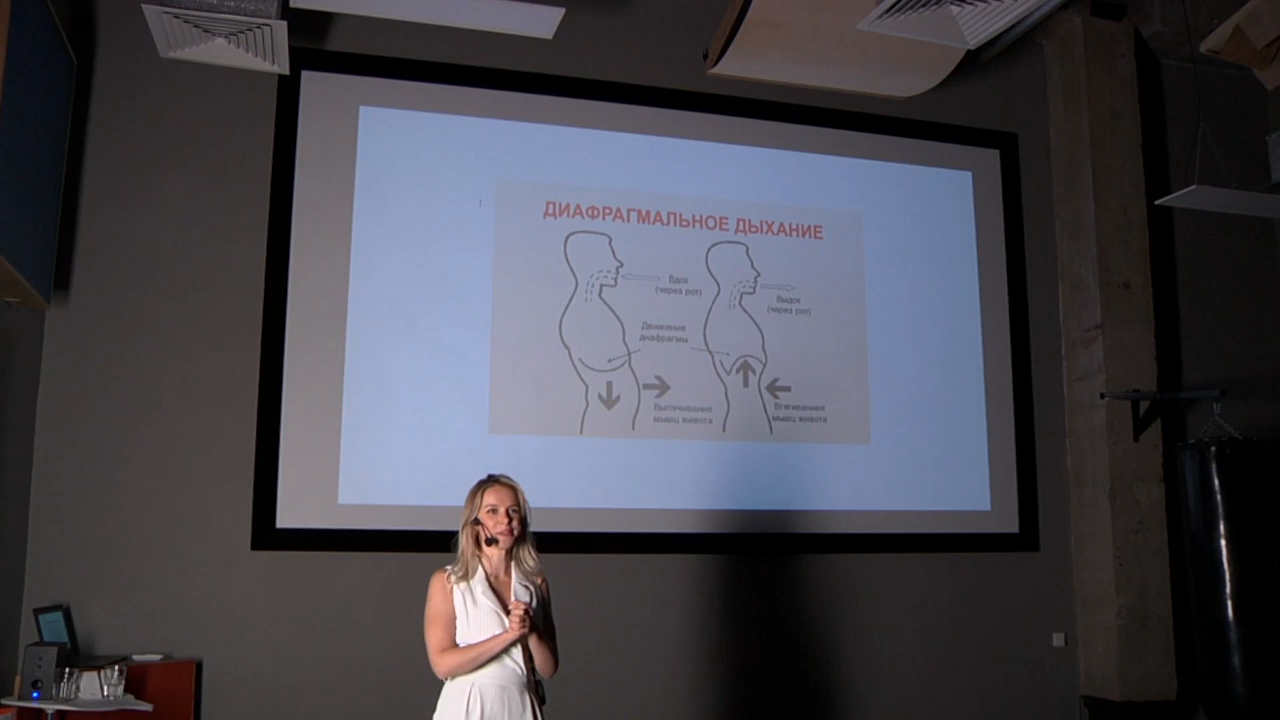 ДИАФРАГМАЛЬНОЕ ДЫХАНИЕ
Вдох
(через рот)
Выдох
(через рот)
Движение
диафрагмы
Выпячивание
мышц живота
Втягивание
мышц живота